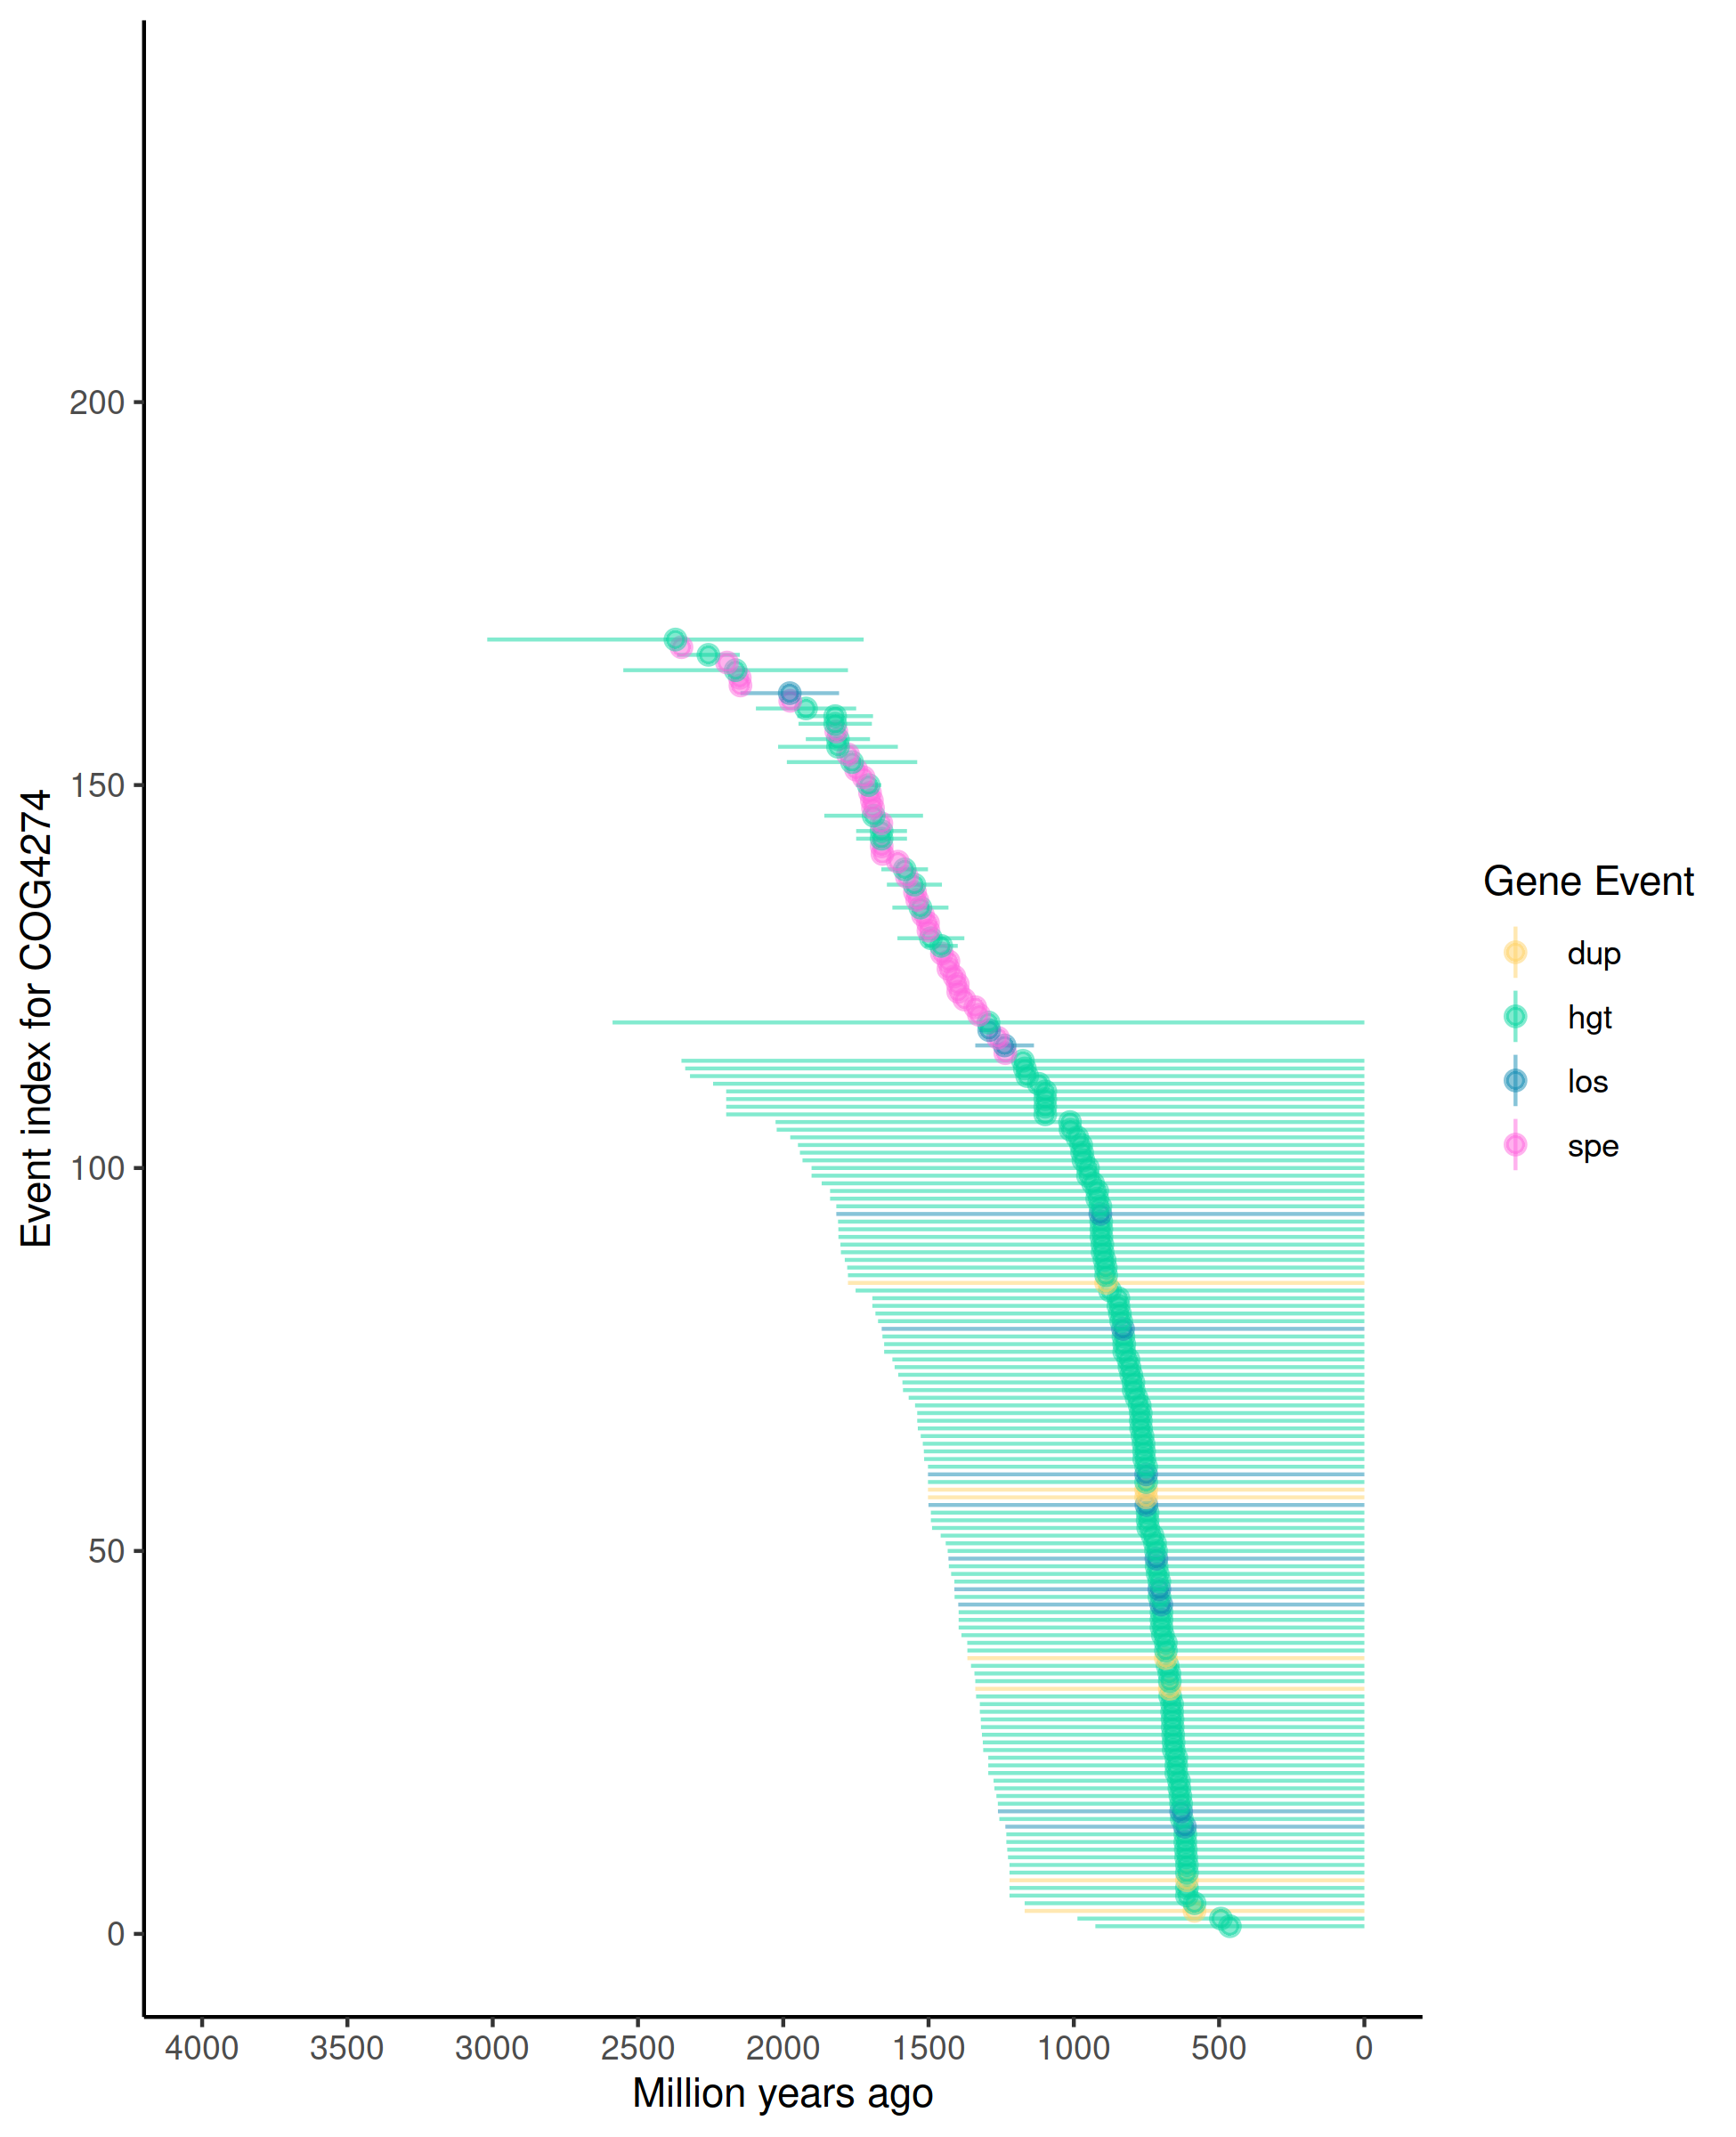 Event index for COG4274
200
150
100
50
0
4000 3500 3000 2500 2000 1500 1000 500 0
Million years ago
Gene Event
dup
hgt
los
spe